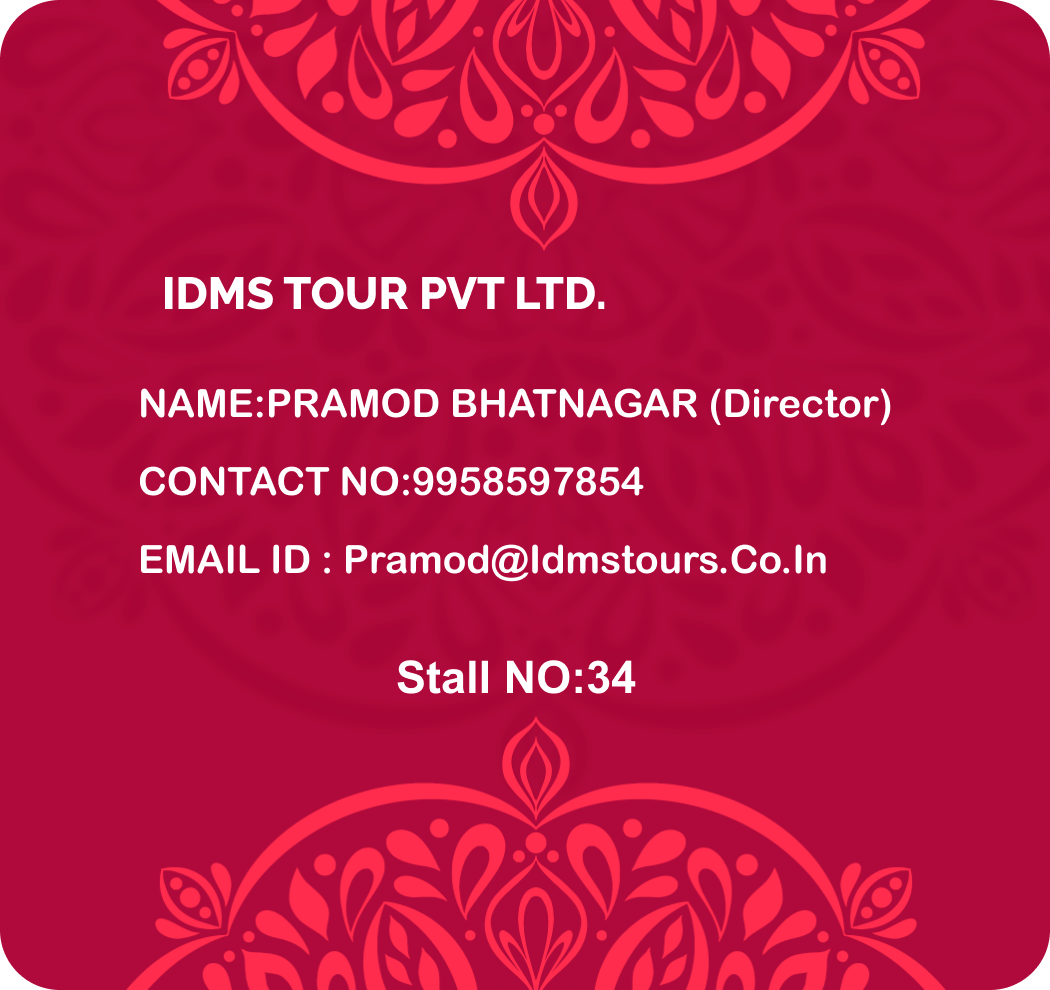 IDMS TOUR PVT LTD.
NAME:PRAMOD BHATNAGAR (Director)
CONTACT NO:9958597854
EMAIL ID : Pramod@Idmstours.Co.In
Stall NO:34